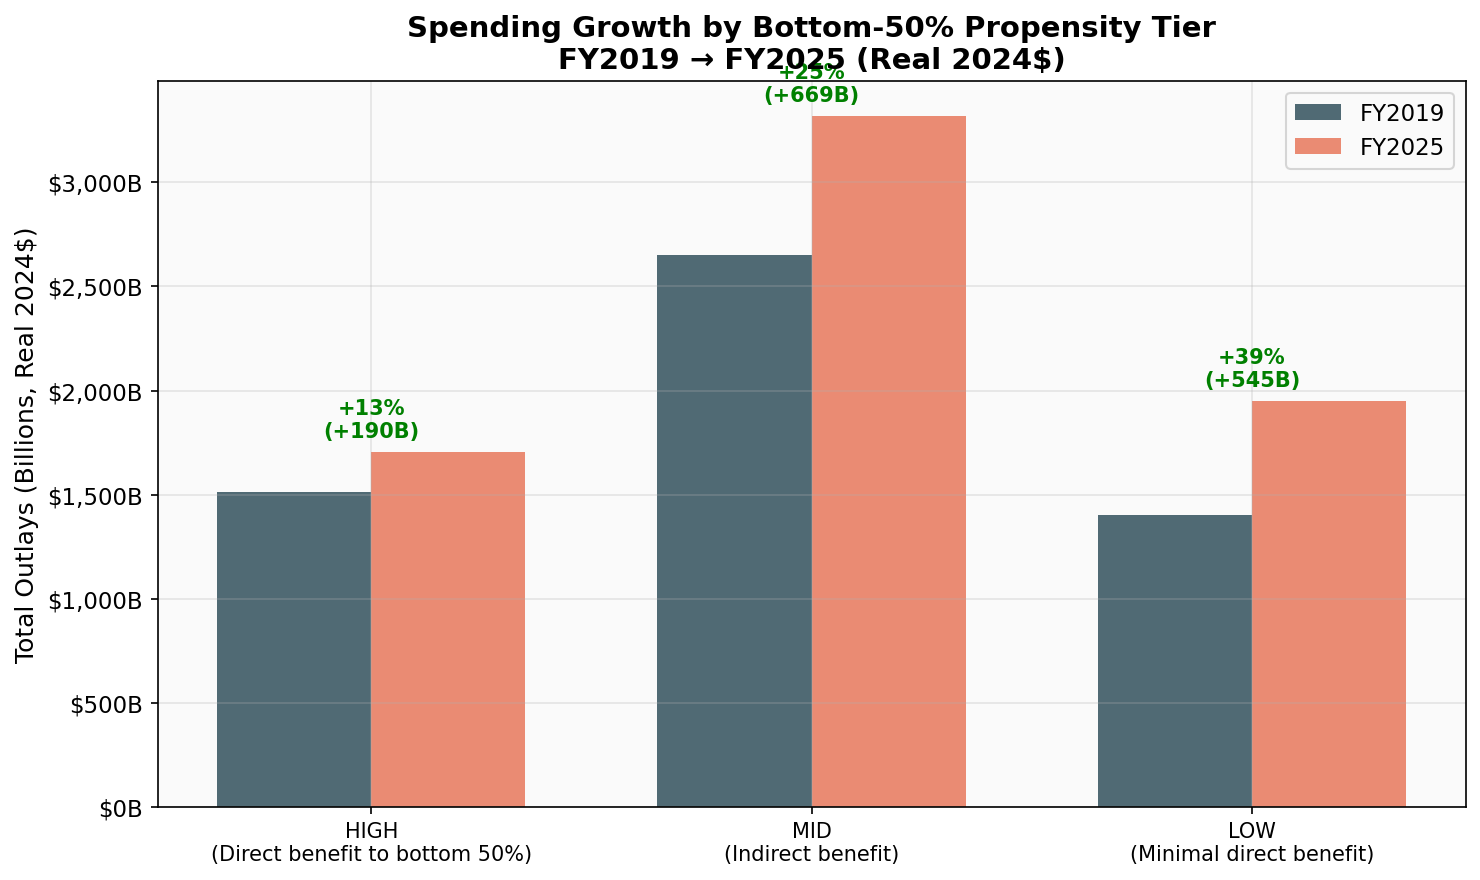 Spending Growth by Bottom-50% Propensity Tier
FY2019 → FY2025 (Real 2024$)
+25%
(+669B)
FY2019
FY2025
Total Outlays (Billions, Real 2024$)
$3,000B
$2,500B
$2,000B
$1,500B
$1,000B
$500B
$0B
+13%
(+190B)
+39%
(+545B)
HIGH
(Direct benefit to bottom 50%)
MID
(Indirect benefit)
LOW
(Minimal direct benefit)